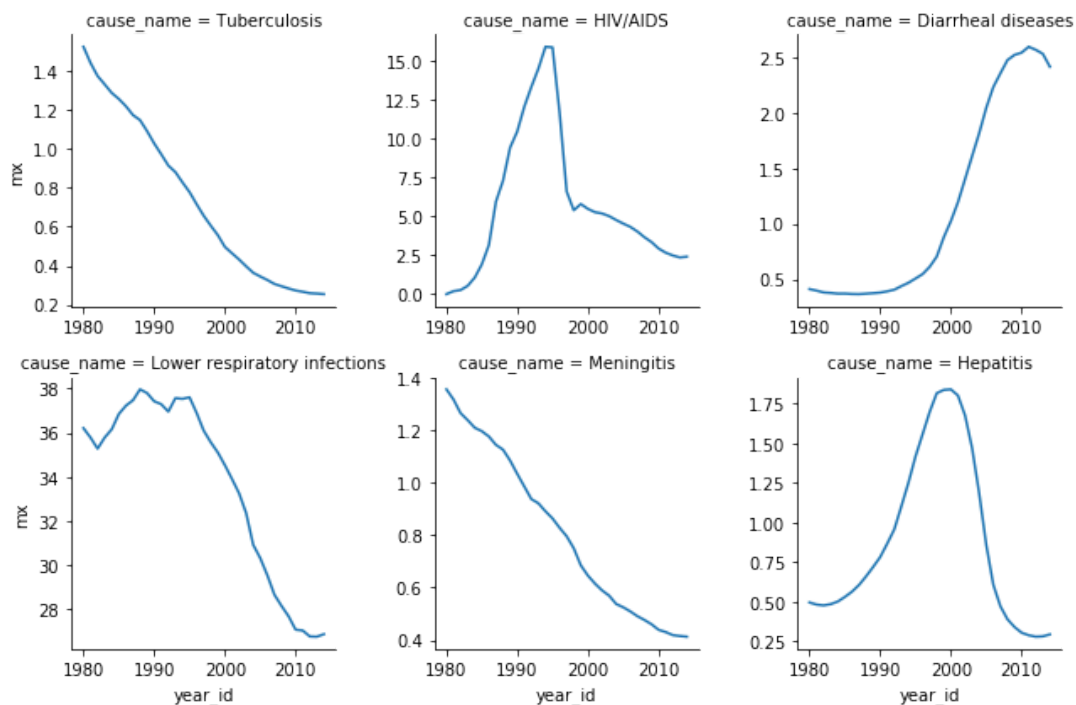 cause_name = Tuberculosis
mx
1.4
1.2
1.0
0.8
0.6
0.4
0.2
1980 1990 2000 2010
cause_name = HIV/AIDS
15.0
12.5
10.0
7.5
5.0
2.5
0.0
1980 1990 2000 2010
cause_name = Diarrheal diseases
2.5
2.0
1.5
1.0
0.5
1980 1990 2000 2010
cause_name = Lower respiratory infections
mx
38
36
34
32
30
28
1980 1990 2000 2010
year_id
cause_name = Meningitis
1.4
1.2
1.0
0.8
0.6
0.4
1980 1990 2000 2010
year_id
cause_name = Hepatitis
1.75
1.50
1.25
1.00
0.75
0.50
0.25
1980 1990 2000 2010
year_id